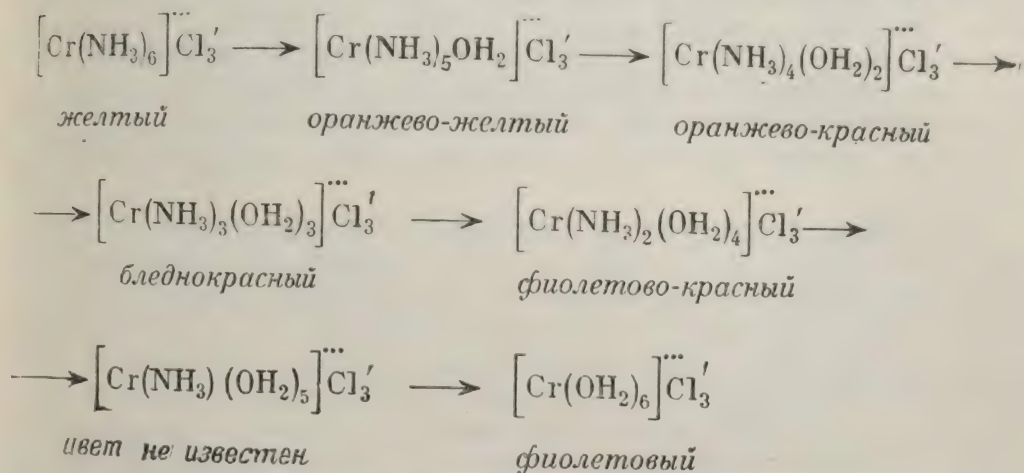 [Cr(NH₃)₆]˙˙˙Cl₃′ ⟶ [Cr(NH₃)₅OH₂]˙˙˙Cl₃′ ⟶ [Cr(NH₃)₄(OH₂)₂]˙˙˙Cl₃′ ⟶
желтый оранжево-желтый оранжево-красный
⟶ [Cr(NH₃)₃(OH₂)₃]˙˙˙Cl₃′ ⟶ [Cr(NH₃)₂(OH₂)₄]˙˙˙Cl₃′ ⟶
бледнокрасный фиолетово-красный
⟶ [Cr(NH₃) (OH₂)₅]˙˙˙Cl₃′ ⟶ [Cr(OH₂)₆]˙˙˙Cl₃′
цвет не известен фиолетовый